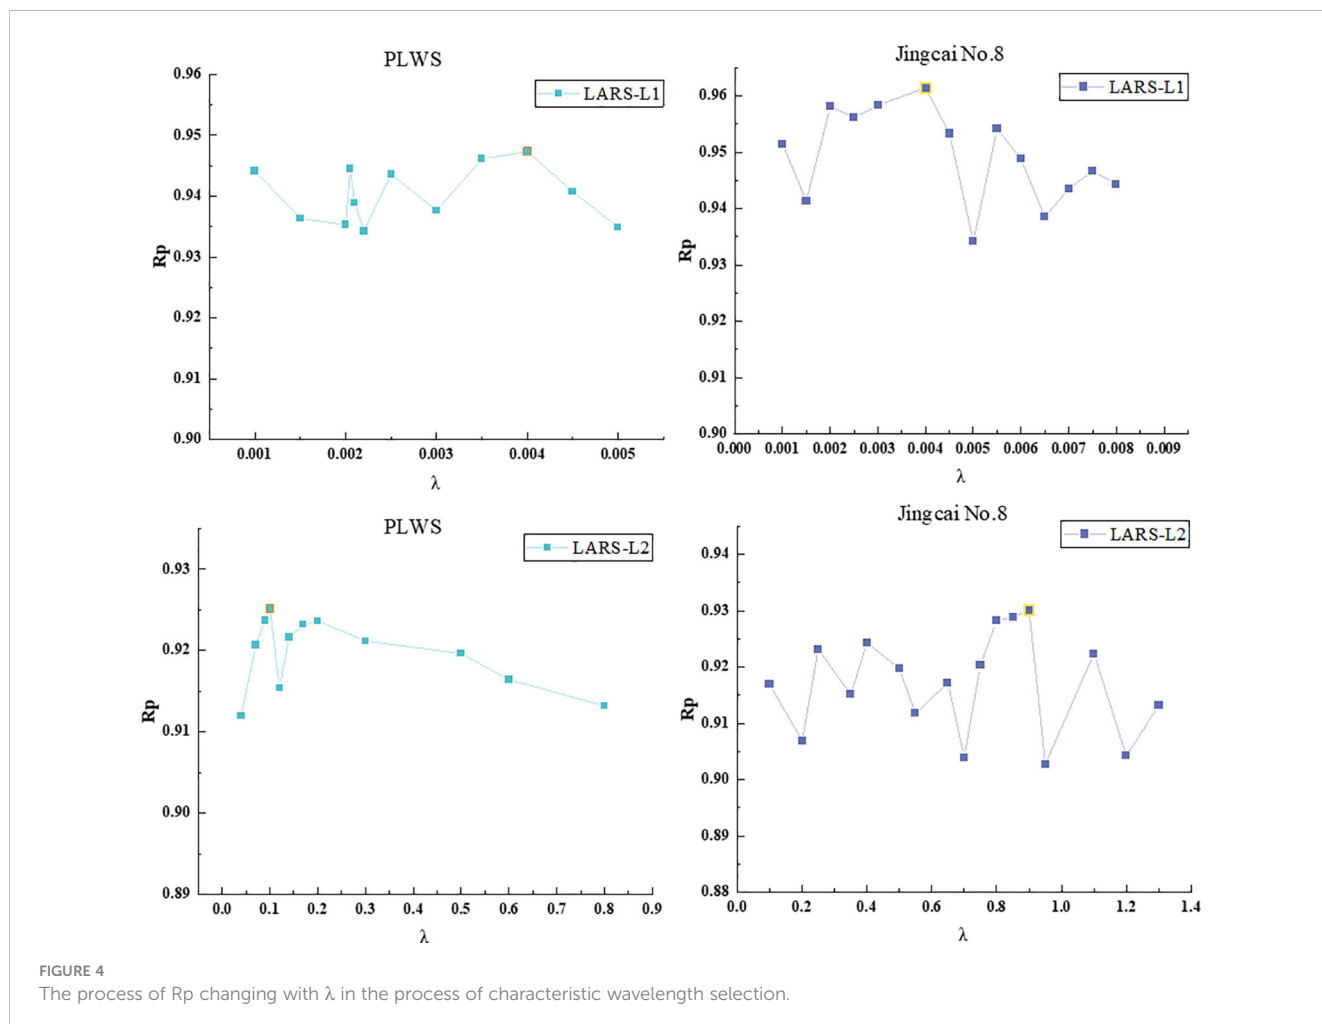 PLWS
LARS-L1
0.96
0.95
0.94
0.93
0.92
0.91
0.90
Rp
0.001 0.002 0.003 0.004 0.005
λ
Jingcai No.8
LARS-L1
0.96
0.95
0.94
0.93
0.92
0.91
0.90
Rp
0.000 0.001 0.002 0.003 0.004 0.005 0.006 0.007 0.008 0.009
λ
PLWS
LARS-L2
0.93
0.92
0.91
0.90
0.89
Rp
0.0 0.1 0.2 0.3 0.4 0.5 0.6 0.7 0.8 0.9
λ
Jingcai No.8
LARS-L2
0.94
0.93
0.92
0.91
0.90
0.89
0.88
Rp
0.0 0.2 0.4 0.6 0.8 1.0 1.2 1.4
λ
FIGURE 4
The process of Rp changing with λ in the process of characteristic wavelength selection.